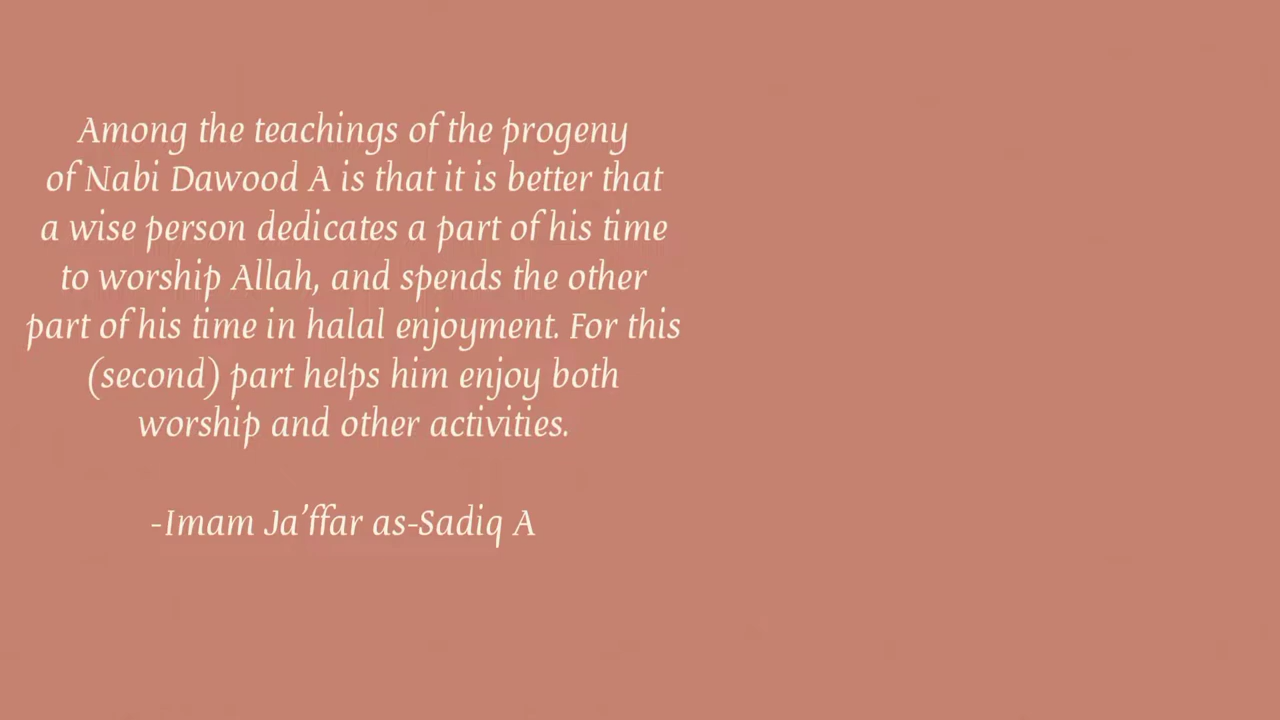 Among the teachings of the progeny
of Nabi Dawood A is that it is better that
a wise person dedicates a part of his time
to worship Allah, and spends the other
part of his time in halal enjoyment. For this
(second) part helps him enjoy both
worship and other activities.
-Imam Ja’ffar as-Sadiq A